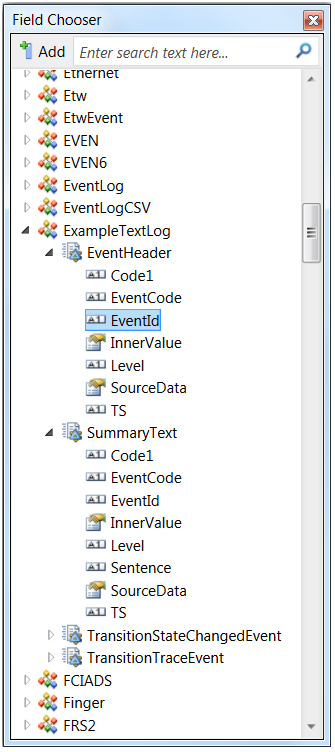 Field Chooser
Add Enter search text here...
Ethernet
Etw
EtwEvent
EVEN
EVEN6
EventLog
EventLogCSV
ExampleTextLog
EventHeader
Code1
EventCode
EventId
InnerValue
Level
SourceData
TS
SummaryText
Code1
EventCode
EventId
InnerValue
Level
Sentence
SourceData
TS
TransitionStateChangedEvent
TransitionTraceEvent
FCIADS
Finger
FRS2